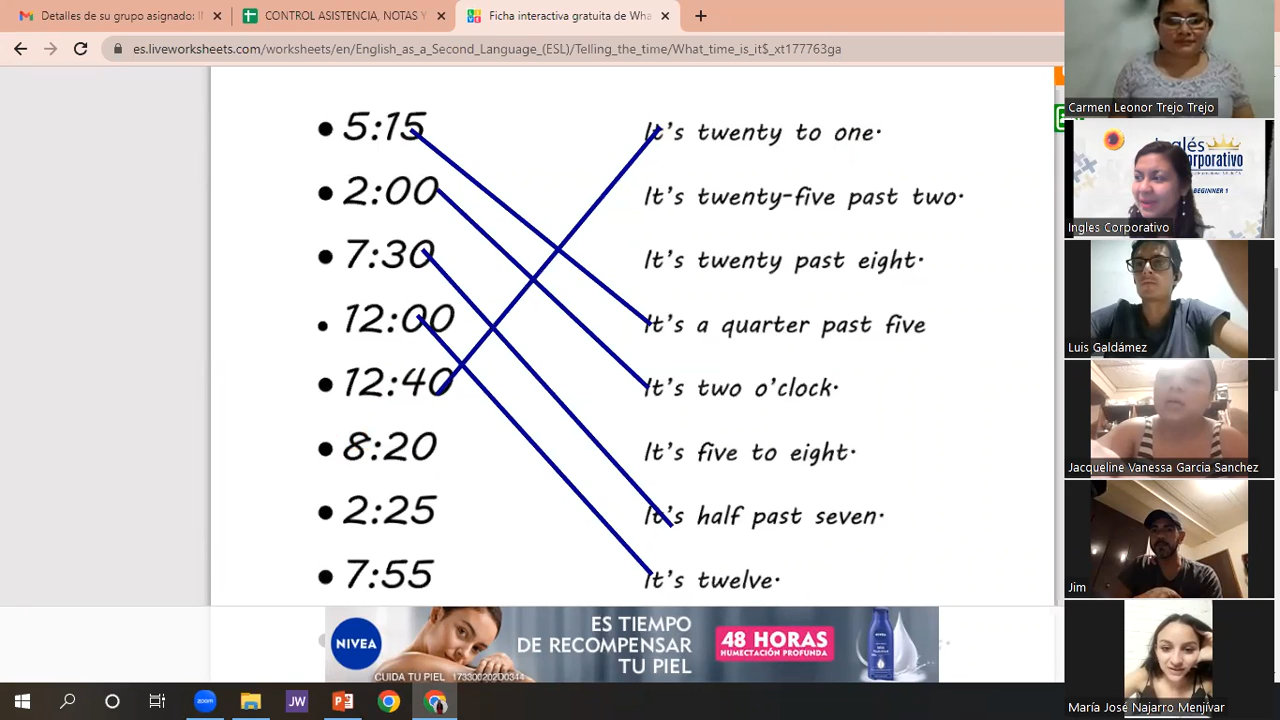 Detalles de su grupo asignado: I
CONTROL ASISTENCIA, NOTAS Y
Ficha interactiva gratuita de Wha
es.liveworksheets.com/worksheets/en/English_as_a_Second_Language_(ESL)/Telling_the_time/What_time_is_it$_xt177763ga
• 5:15 It's twenty to one.
• 2:00 It's twenty-five past two.
• 7:30 It's twenty past eight.
• 12:00 It's a quarter past five
• 12:40 It's two o'clock.
• 8:20 It's five to eight.
• 2:25 It's half past seven.
• 7:55 It's twelve.
NIVEA
ES TIEMPO
DE RECOMPENSAR
TU PIEL
48 HORAS
HUMECTACIÓN PROFUNDA
CUIDA TU PIEL 1733002020O344
zoom
JW
Carmen Leonor Trejo Trejo
Inglés
Corporativo
BEGINNER 1
Ingles Corporativo
Luis Galdámez
Jacqueline Vanessa Garcia Sanchez
Jim
María José Najarro Menjívar